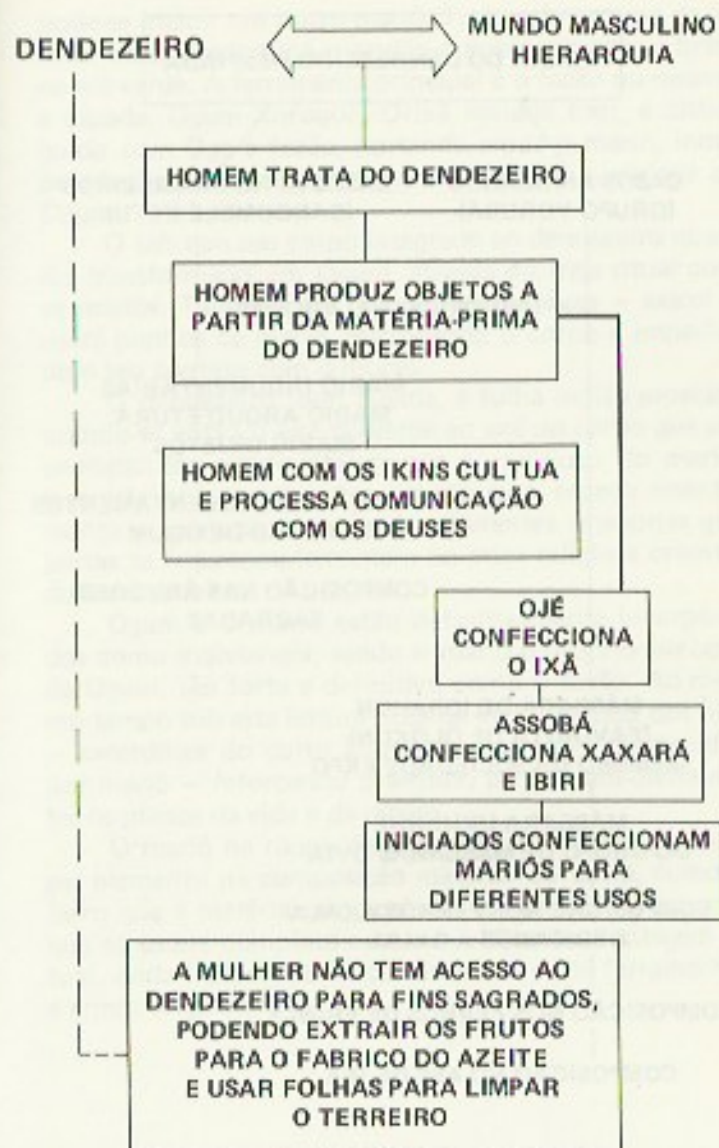 DENDEZEIRO
MUNDO MASCULINO
HIERARQUIA
HOMEM TRATA DO DENDEZEIRO
HOMEM PRODUZ OBJETOS A
PARTIR DA MATÉRIA-PRIMA
DO DENDEZEIRO
HOMEM COM OS IKINS CULTUA
E PROCESSA COMUNICAÇÃO
COM OS DEUSES
OJÉ
CONFECCIONA
O IXÃ
ASSOBÁ
CONFECCIONA XAXARÁ
E IBIRI
INICIADOS CONFECCIONAM
MARIÓS PARA
DIFERENTES USOS
A MULHER NÃO TEM ACESSO AO
DENDEZEIRO PARA FINS SAGRADOS,
PODENDO EXTRAIR OS FRUTOS
PARA O FABRICO DO AZEITE
E USAR FOLHAS PARA LIMPAR
O TERREIRO